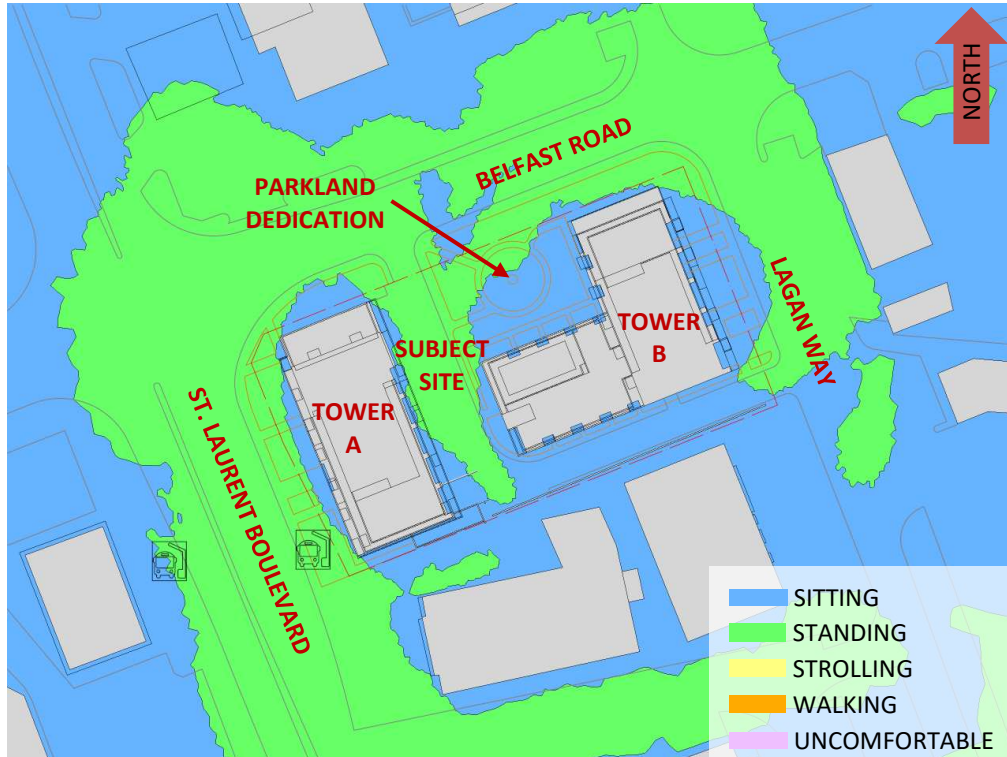 NORTH
BELFAST ROAD
PARKLAND
DEDICATION
LAGAN WAY
TOWER
B
SUBJECT
SITE
TOWER
A
ST. LAURENT BOULEVARD
SITTING
STANDING
STROLLING
WALKING
UNCOMFORTABLE